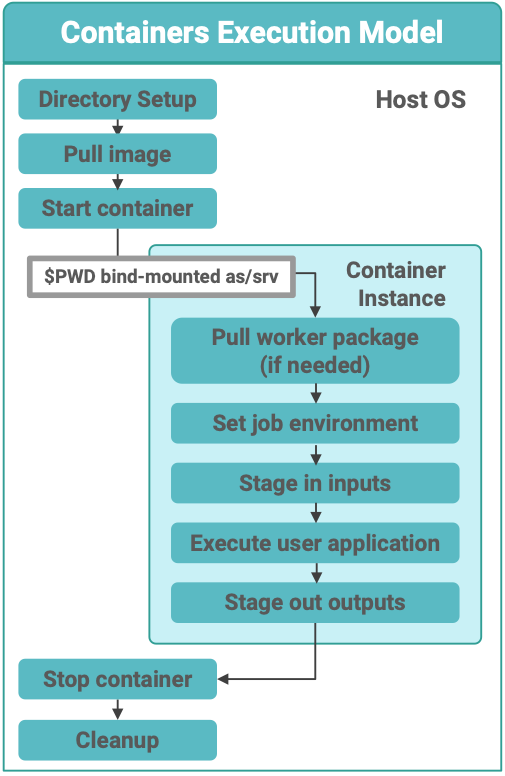 Containers Execution Model
Directory Setup
Host OS
Pull image
Start container
$PWD bind-mounted as/srv
Container
Instance
Pull worker package
(if needed)
Set job environment
Stage in inputs
Execute user application
Stage out outputs
Stop container
Cleanup